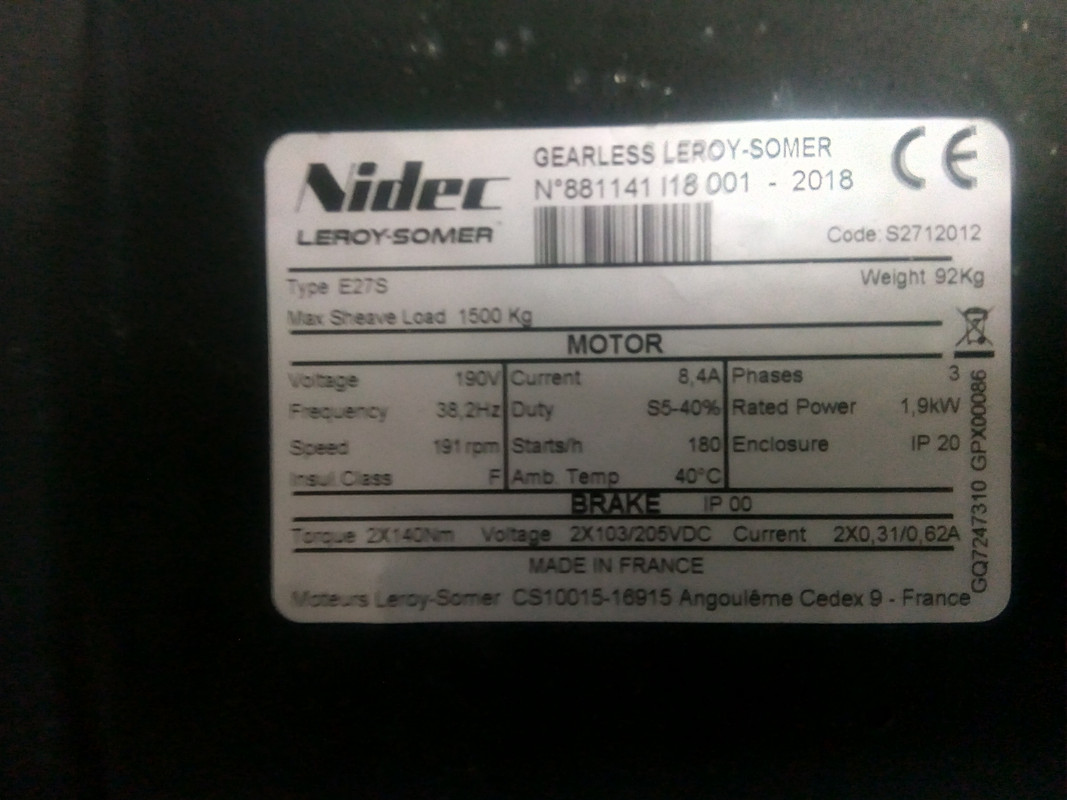 Nidec
LEROY-SOMER
GEARLESS LEROY-SOMER
N°881141 I18 001 - 2018
CE
Code: S2712012
Type E27S
Weight 92Kg
Max Sheave Load 1500 Kg
MOTOR
Voltage 190V Current 8,4A Phases 3
Frequency 38,2Hz Duty S5-40% Rated Power 1,9kW
Speed 191 rpm Starts/h 180 Enclosure IP 20
Insul.Class F Amb. Temp 40°C
BRAKE IP 00
Torque 2X140Nm Voltage 2X103/205VDC Current 2X0,31/0,62A
MADE IN FRANCE
Moteurs Leroy-Somer CS10015-16915 Angoulême Cedex 9 - France
GQ7247310 GPX00086